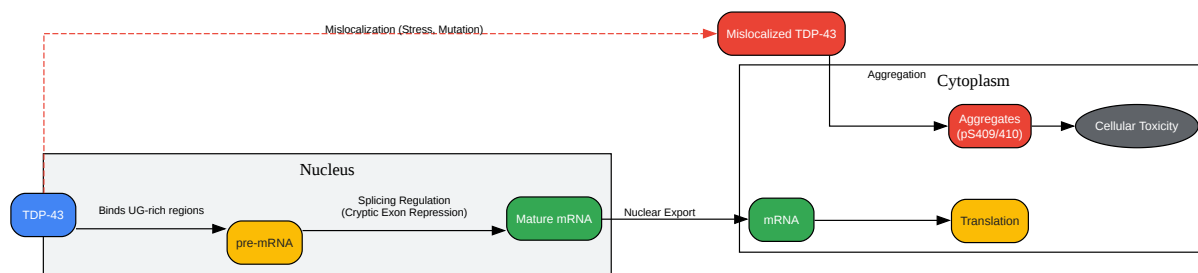 Mislocalization (Stress, Mutation)
Mislocalized TDP-43
Aggregation
Cytoplasm
Aggregates
(pS409/410)
Cellular Toxicity
Nucleus
TDP-43
Binds UG-rich regions
pre-mRNA
Splicing Regulation
(Cryptic Exon Repression)
Mature mRNA
Nuclear Export
mRNA
Translation